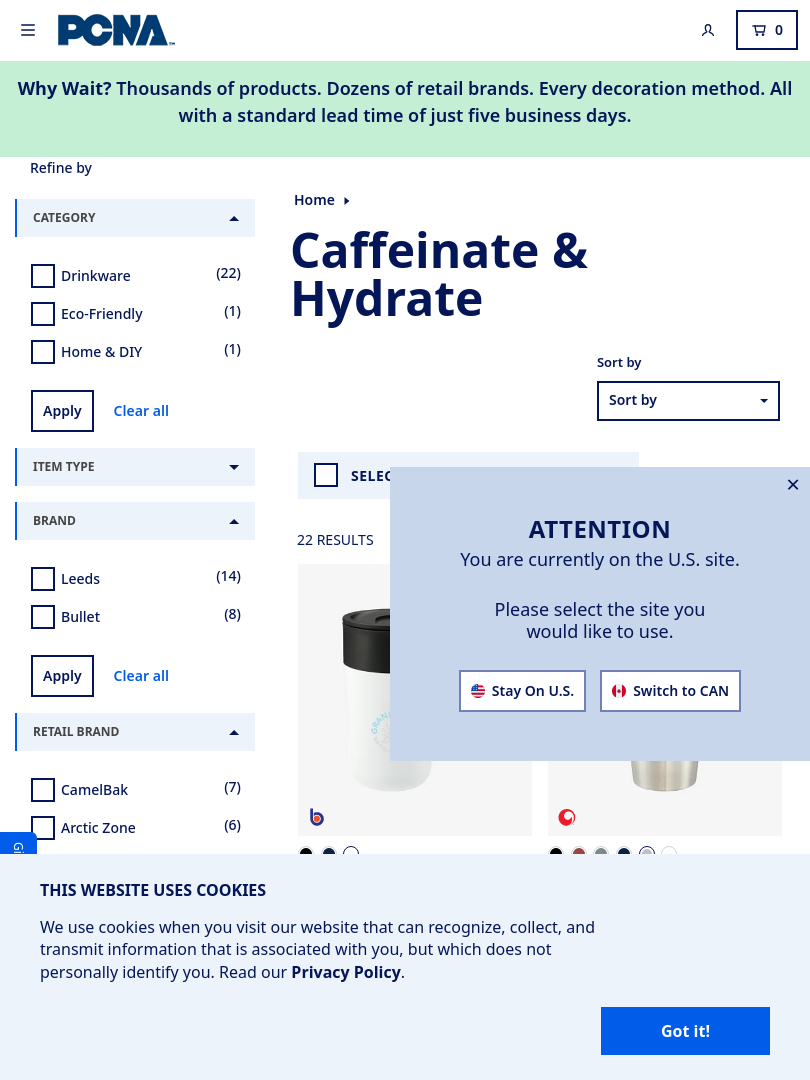 PCNA
0
Why Wait? Thousands of products. Dozens of retail brands. Every decoration method. All
with a standard lead time of just five business days.
Refine by
CATEGORY
Drinkware (22)
Eco-Friendly (1)
Home & DIY (1)
Apply Clear all
ITEM TYPE
BRAND
Leeds (14)
Bullet (8)
Apply Clear all
RETAIL BRAND
CamelBak (7)
Arctic Zone (6)
Home
Caffeinate &
Hydrate
Sort by
Sort by
22 RESULTS
ATTENTION
You are currently on the U.S. site.
Please select the site you
would like to use.
Stay On U.S. Switch to CAN
THIS WEBSITE USES COOKIES
We use cookies when you visit our website that can recognize, collect, and
transmit information that is associated with you, but which does not
personally identify you. Read our Privacy Policy.
Got it!